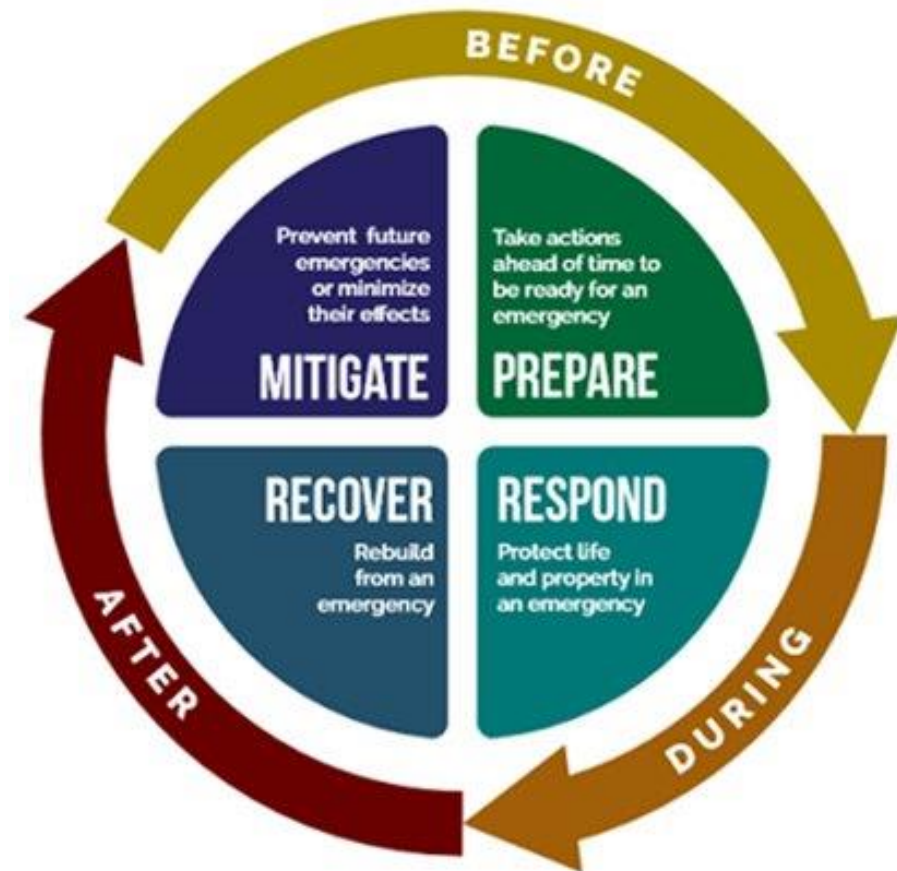 BEFORE
Prevent future
emergencies
or minimize
their effects
MITIGATE
Take actions
ahead of time to
be ready for an
emergency
PREPARE
RECOVER
Rebuild
from an
emergency
RESPOND
Protect life
and property in
an emergency
AFTER
DURING